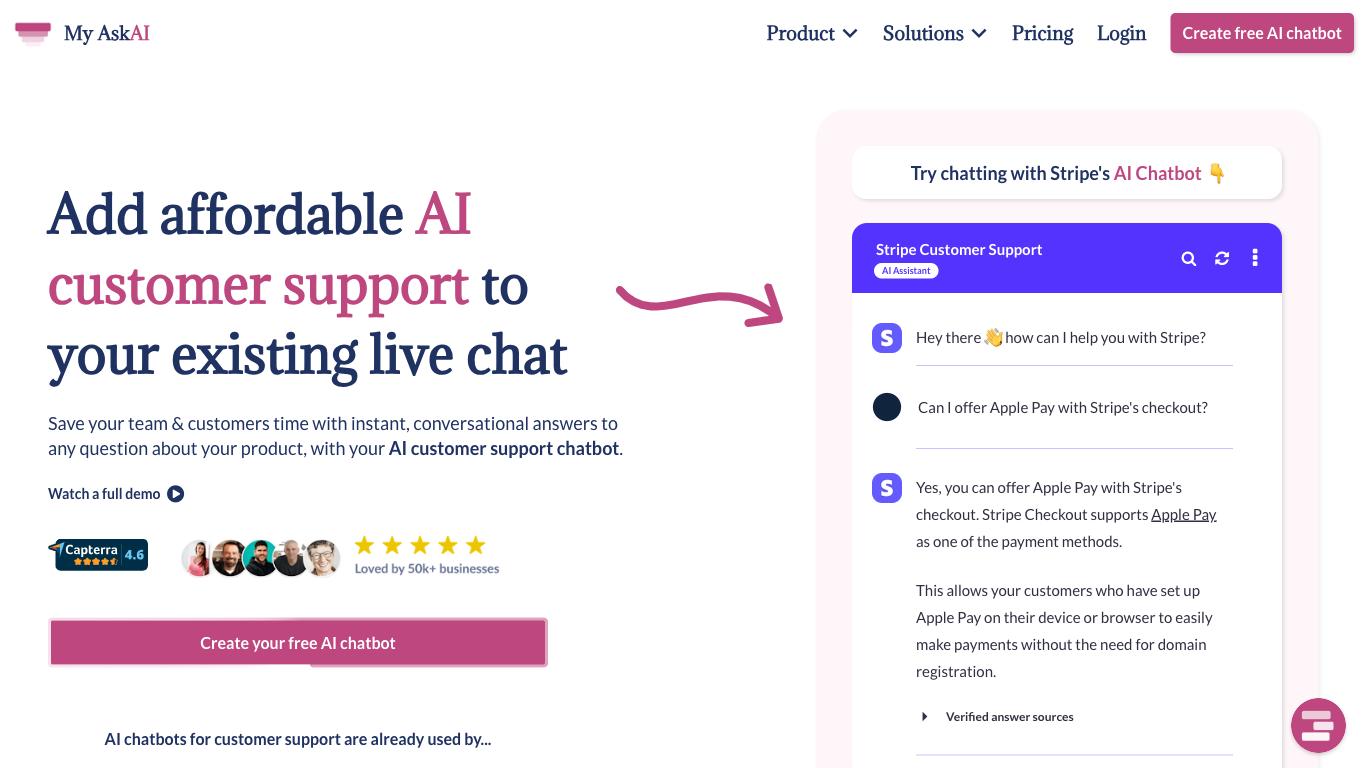 My AskAI
Product
Solutions
Pricing
Login
Create free AI chatbot
Add affordable AI
customer support to
your existing live chat
Save your team & customers time with instant, conversational answers to
any question about your product, with your AI customer support chatbot.
Watch a full demo
Capterra
4.6
Loved by 50k+ businesses
Create your free AI chatbot
AI chatbots for customer support are already used by...
Try chatting with Stripe's AI Chatbot 👇
Stripe Customer Support
AI Assistant
S
Hey there 👋 how can I help you with Stripe?
Can I offer Apple Pay with Stripe's checkout?
S
Yes, you can offer Apple Pay with Stripe's
checkout. Stripe Checkout supports Apple Pay
as one of the payment methods.
This allows your customers who have set up
Apple Pay on their device or browser to easily
make payments without the need for domain
registration.
Verified answer sources